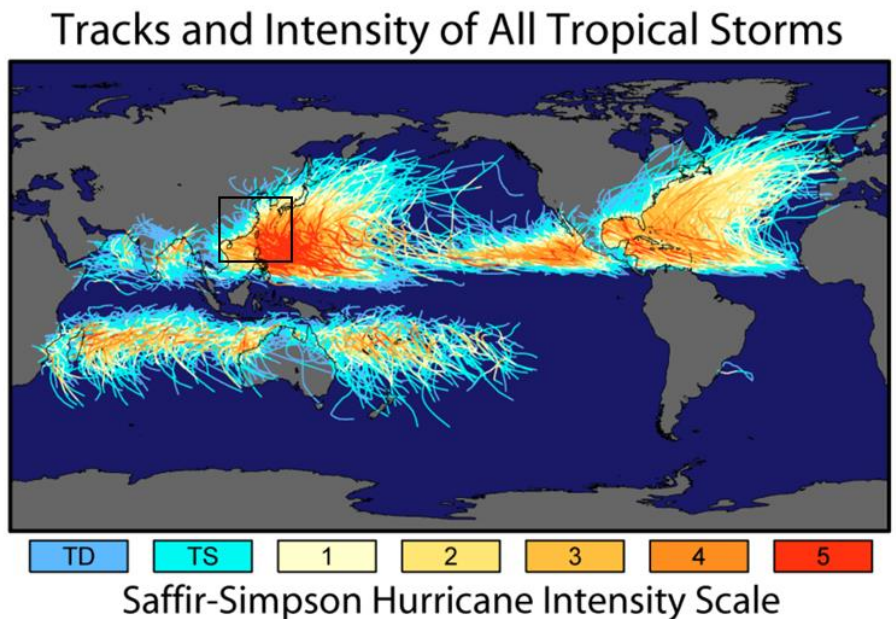 Tracks and Intensity of All Tropical Storms
TD TS 1 2 3 4 5
Saffir-Simpson Hurricane Intensity Scale